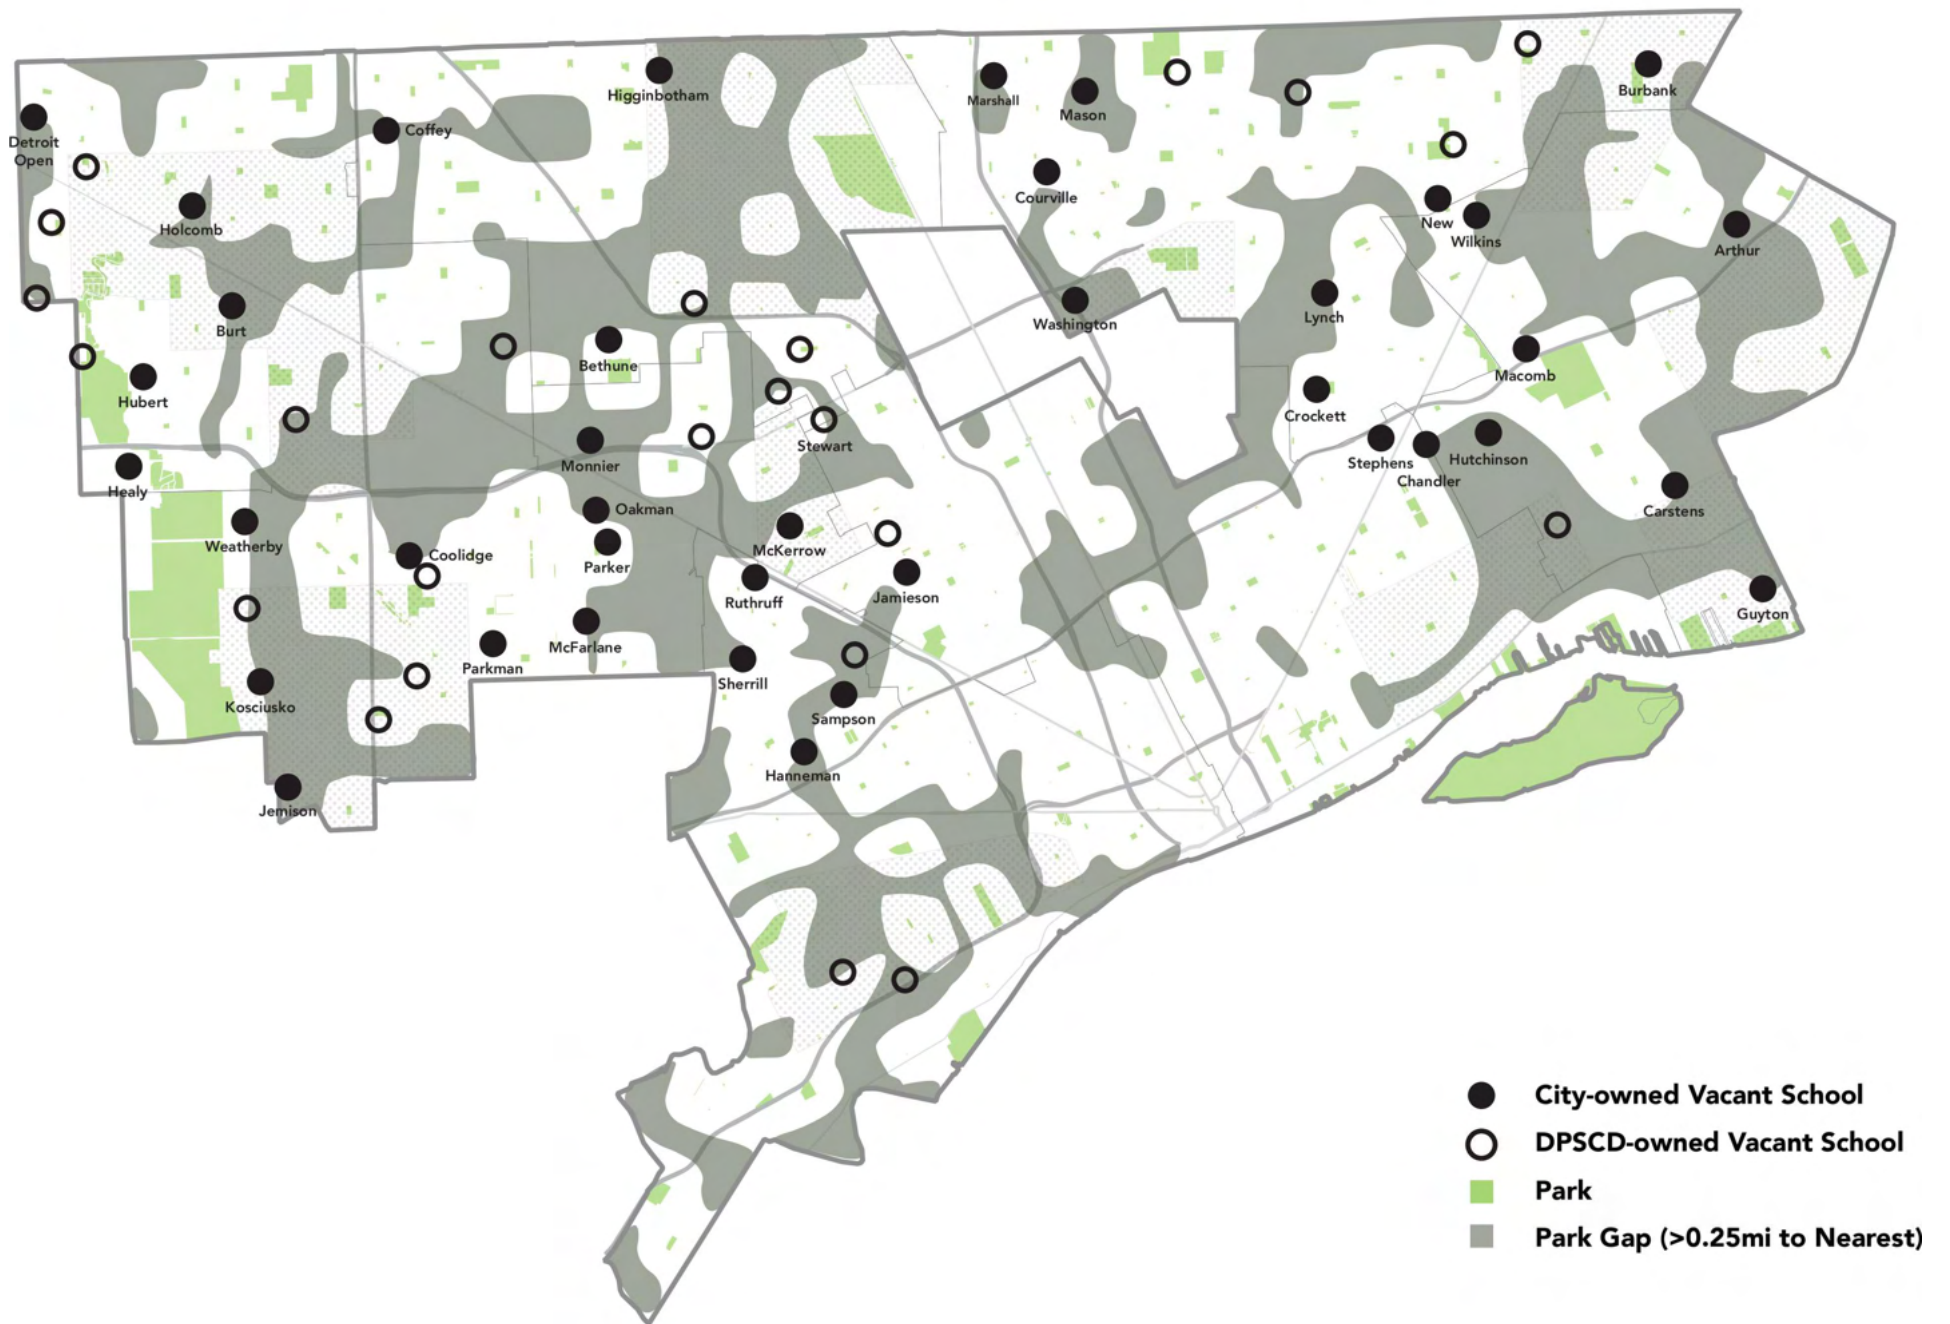 Higginbotham
Marshall
Mason
Burbank
Detroit
Open
Coffey
Holcomb
Courville
New
Wilkins
Arthur
Burt
Washington
Lynch
Bethune
Hubert
Macomb
Crockett
Monnier
Stewart
Stephens
Hutchinson
Chandler
Healy
Oakman
Carstens
Weatherby
Coolidge
McKerrow
Parker
Ruthruff
Jamieson
Guyton
McFarlane
Parkman
Sherrill
Kosciusko
Sampson
Hanneman
Jemison
City-owned Vacant School
DPSCD-owned Vacant School
Park
Park Gap (>0.25mi to Nearest)